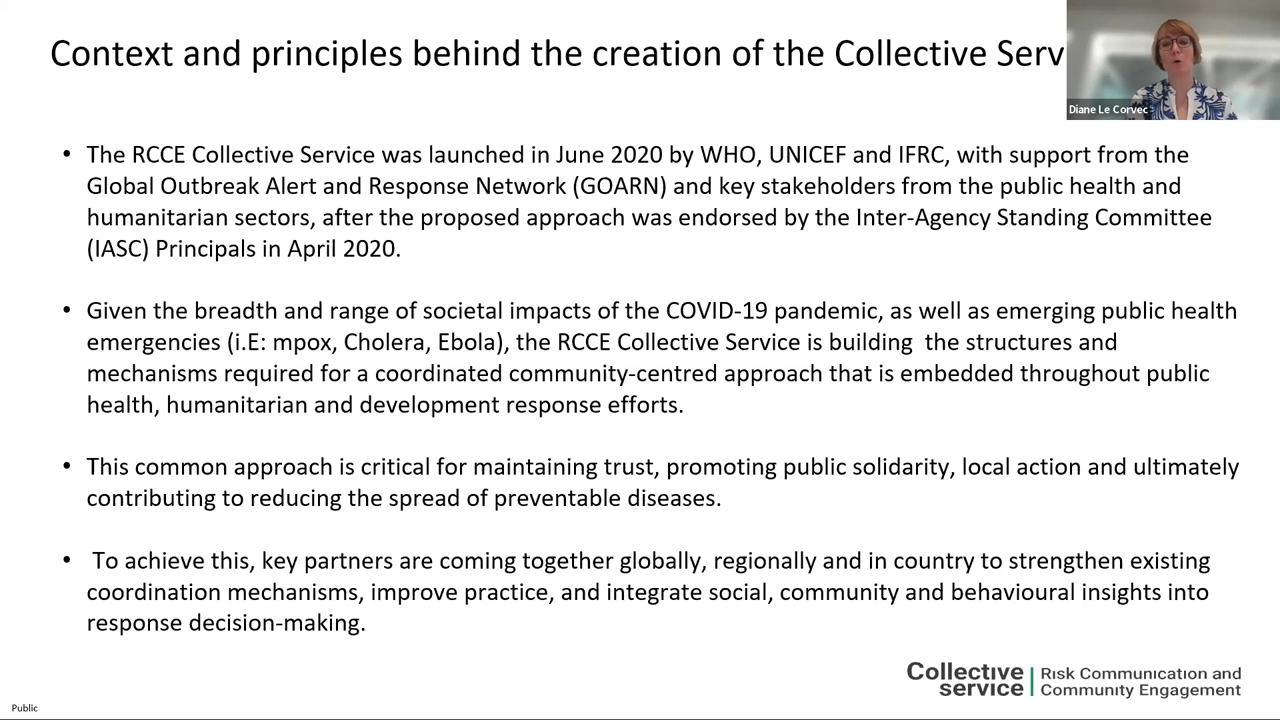 Context and principles behind the creation of the Collective Serv
Diane Le Corvec
• The RCCE Collective Service was launched in June 2020 by WHO, UNICEF and IFRC, with support from the
Global Outbreak Alert and Response Network (GOARN) and key stakeholders from the public health and
humanitarian sectors, after the proposed approach was endorsed by the Inter-Agency Standing Committee
(IASC) Principals in April 2020.
• Given the breadth and range of societal impacts of the COVID-19 pandemic, as well as emerging public health
emergencies (i.E: mpox, Cholera, Ebola), the RCCE Collective Service is building  the structures and
mechanisms required for a coordinated community-centred approach that is embedded throughout public
health, humanitarian and development response efforts.
• This common approach is critical for maintaining trust, promoting public solidarity, local action and ultimately
contributing to reducing the spread of preventable diseases.
• To achieve this, key partners are coming together globally, regionally and in country to strengthen existing
coordination mechanisms, improve practice, and integrate social, community and behavioural insights into
response decision-making.
Collective service
Risk Communication and
Community Engagement
Public